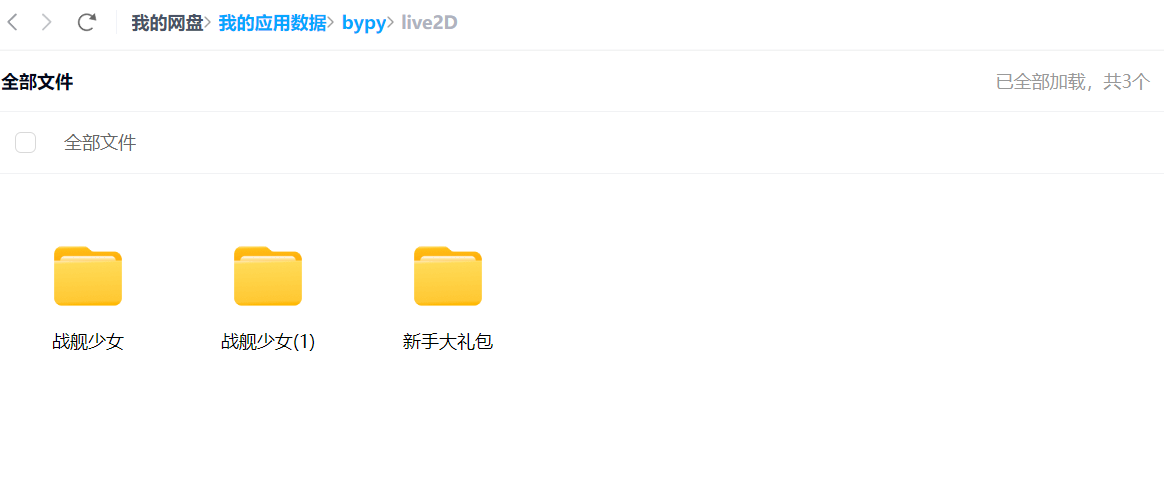 我的网盘> 我的应用数据> bypy> live2D
全部文件 已全部加载，共3个
全部文件
战舰少女 战舰少女(1) 新手大礼包